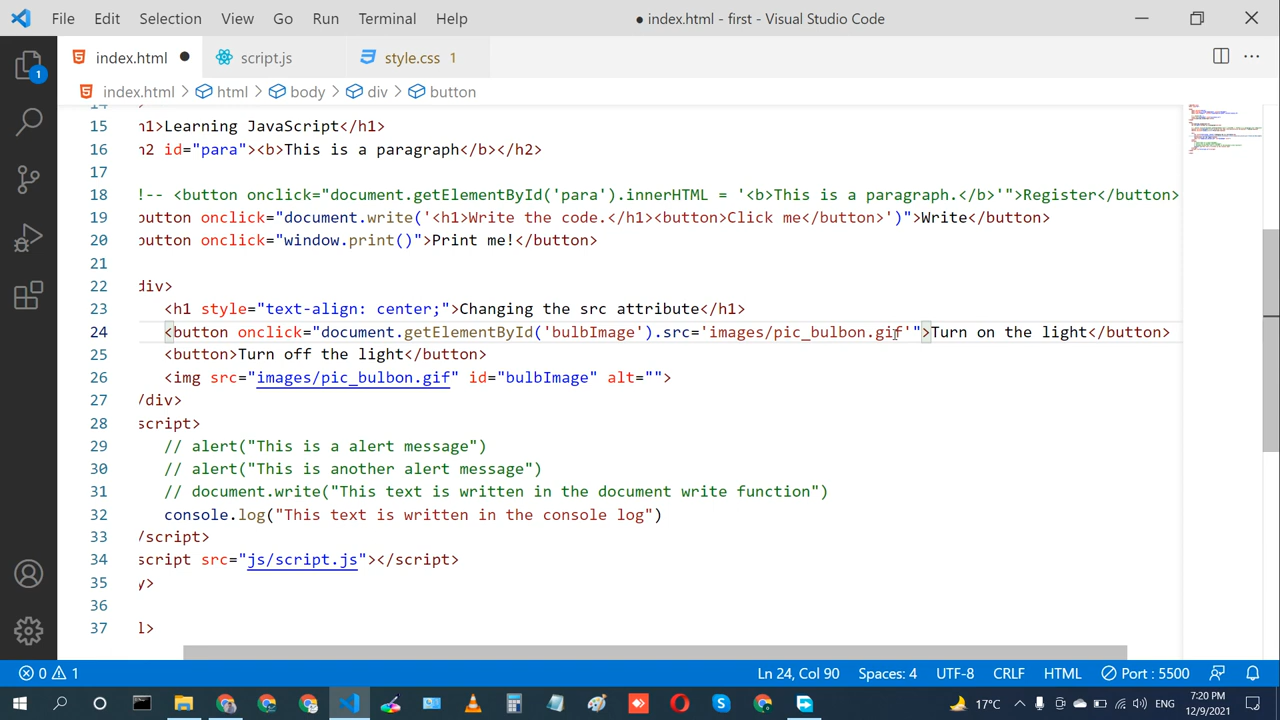 File Edit Selection View Go Run Terminal Help ● index.html - first - Visual Studio Code
index.html ● script.js style.css 1
index.html > html > body > div > button
14
15 h1>Learning JavaScript</h1>
16 h2 id="para"><b>This is a paragraph</b></h2>
17
18 !-- <button onclick="document.getElementById('para').innerHTML = '<b>This is a paragraph.</b>'">Register</button>
19 button onclick="document.write('<h1>Write the code.</h1><button>Click me</button>')">Write</button>
20 button onclick="window.print()">Print me!</button>
21
22 div>
23 <h1 style="text-align: center;">Changing the src attribute</h1>
24 <button onclick="document.getElementById('bulbImage').src='images/pic_bulbon.gif'">Turn on the light</button>
25 <button>Turn off the light</button>
26 <img src="images/pic_bulbon.gif" id="bulbImage" alt="">
27 /div>
28 script>
29 // alert("This is a alert message")
30 // alert("This is another alert message")
31 // document.write("This text is written in the document write function")
32 console.log("This text is written in the console log")
33 /script>
34 script src="js/script.js"></script>
35 y>
36
37 l>
1
0 1 Ln 24, Col 90 Spaces: 4 UTF-8 CRLF HTML Port : 5500
17°C ENG 7:20 PM
12/9/2021